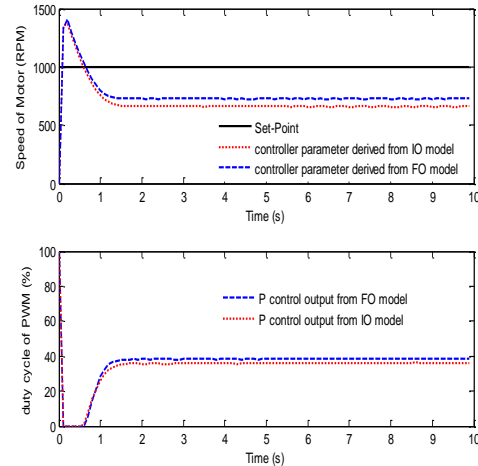 1500
1000
500
0
Speed of Motor (RPM)
Set-Point
controller parameter derived from IO model
controller parameter derived from FO model
0 1 2 3 4 5 6 7 8 9 10
Time (s)
100
80
60
40
20
0
duty cycle of PWM (%)
P control output from FO model
P control output from IO model
0 1 2 3 4 5 6 7 8 9 10
Time (s)